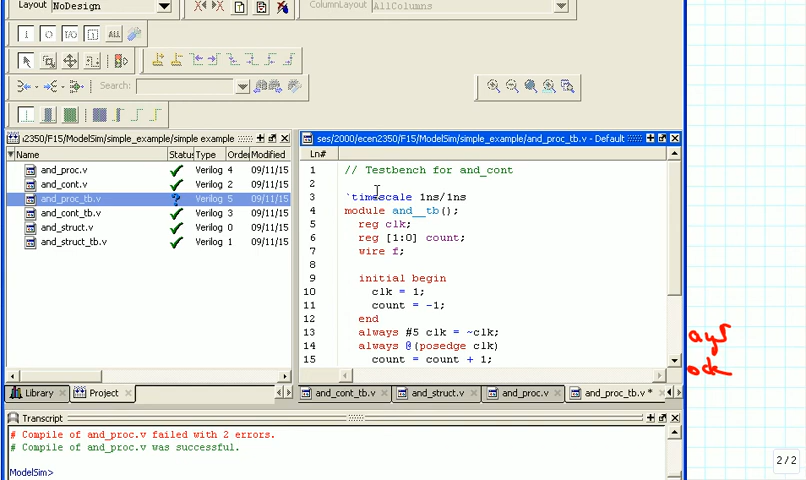 Layout NoDesign ColumnLayout AllColumns
ALL
Search:
s2350/F15/ModelSim/simple_example/simple example
ses/2000/ecen2350/F15/ModelSim/simple_example/and_proc_tb.v - Default
Name Status Type Order Modified
and_proc.v Verilog 4 09/11/15
and_cont.v Verilog 2 09/11/15
and_proc_tb.v ? Verilog 5 09/11/15
and_cont_tb.v Verilog 3 09/11/15
and_struct.v Verilog 0 09/11/15
and_struct_tb.v Verilog 1 09/11/15
Ln#
1 // Testbench for and_cont
2
3 `timescale 1ns/1ns
4 module and__tb();
5 reg clk;
6 reg [1:0] count;
7 wire f;
8
9 initial begin
10 clk = 1;
11 count = -1;
12 end
13 always #5 clk = ~clk;
14 always @(posedge clk)
15 count = count + 1;
Library Project
and_cont_tb.v and_struct.v and_proc.v and_proc_tb.v *
Transcript
# Compile of and_proc.v failed with 2 errors.
# Compile of and_proc.v was successful.
ModelSim>
2/2